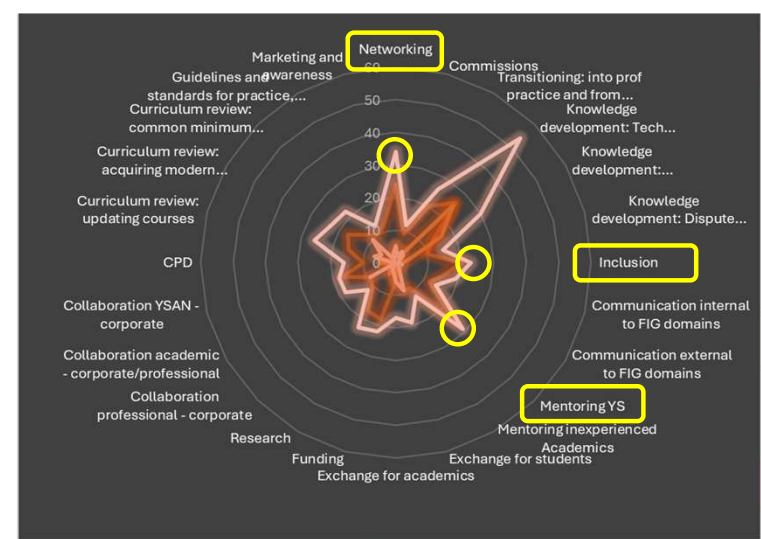 Networking
Commissions
Transitioning: into prof
practice and from...
Knowledge
development: Tech...
Knowledge
development:...
Knowledge
development: Dispute...
Inclusion
Communication internal
to FIG domains
Communication external
to FIG domains
Mentoring YS
Mentoring inexperienced
Academics
Exchange for students
Exchange for academics
Funding
Research
Collaboration
professional - corporate
Collaboration academic
- corporate/professional
Collaboration YSAN -
corporate
CPD
Curriculum review:
updating courses
Curriculum review:
acquiring modern...
Curriculum review:
common minimum...
Guidelines and
standards for practice,...
Marketing and
awareness
60
50
40
30
20
10
0